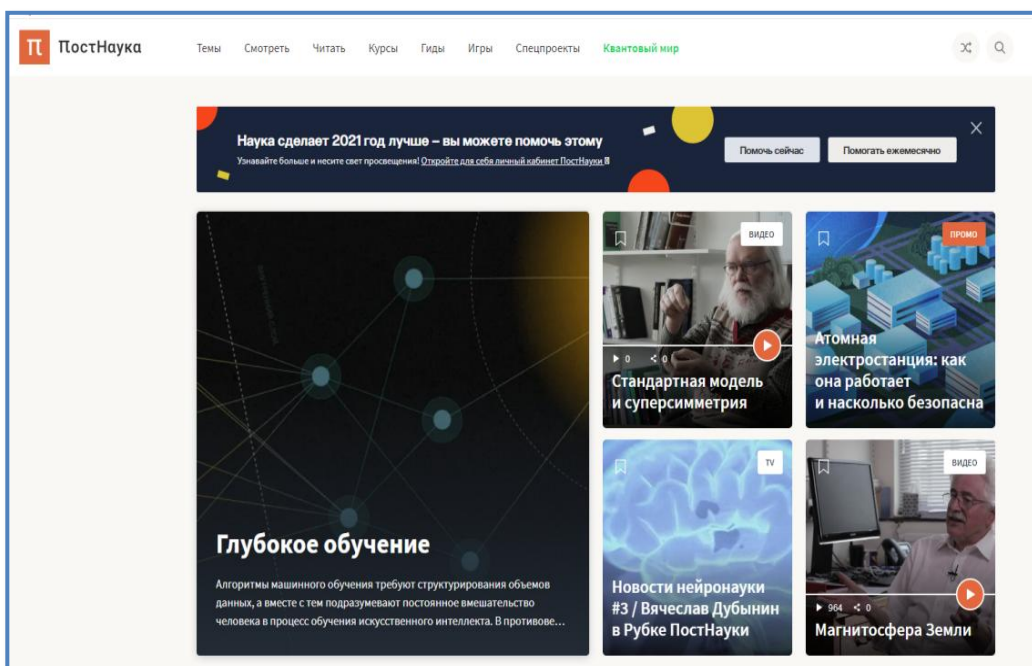 П ПостНаука
Темы Смотреть Читать Курсы Гиды Игры Спецпроекты Квантовый мир
Наука сделает 2021 год лучше – вы можете помочь этому
Узнавайте больше и несите свет просвещения! Откройте для себя личный кабинет ПостНауки
Помочь сейчас Помогать ежемесячно
Глубокое обучение
Алгоритмы машинного обучения требуют структурирования объемов
данных, а вместе с тем подразумевают постоянное вмешательство
человека в процесс обучения искусственного интеллекта. В противове...
ВИДЕО
0 0
Стандартная модель
и суперсимметрия
ПРОМО
Атомная
электростанция: как
она работает
и насколько безопасна
TV
Новости нейронауки
#3 / Вячеслав Дубынин
в Рубке ПостНауки
ВИДЕО
964 0
Магнитосфера Земли